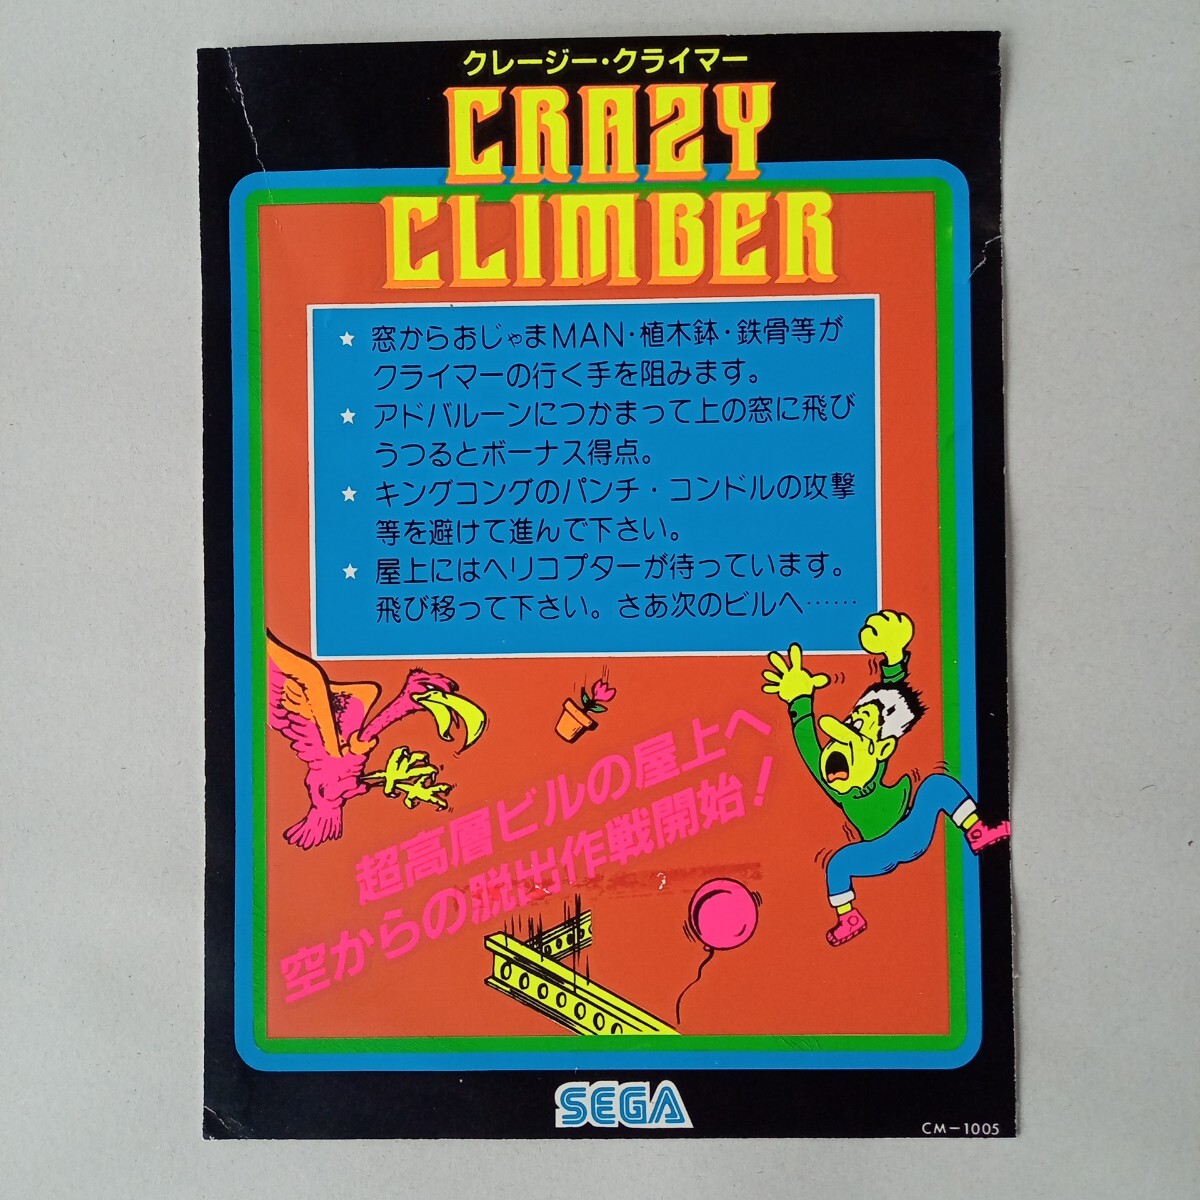 クレージー・クライマー
CRAZY
CLIMBER
★ 窓からおじゃまMAN・植木鉢・鉄骨等が
クライマーの行く手を阻みます。
★ アドバルーンにつかまって上の窓に飛び
うつるとボーナス得点。
★ キングコングのパンチ・コンドルの攻撃
等を避けて進んで下さい。
★ 屋上にはヘリコプターが待っています。
飛び移って下さい。さあ次のビルへ……
超高層ビルの屋上へ
空からの脱出作戦開始!
SEGA
CM-1005